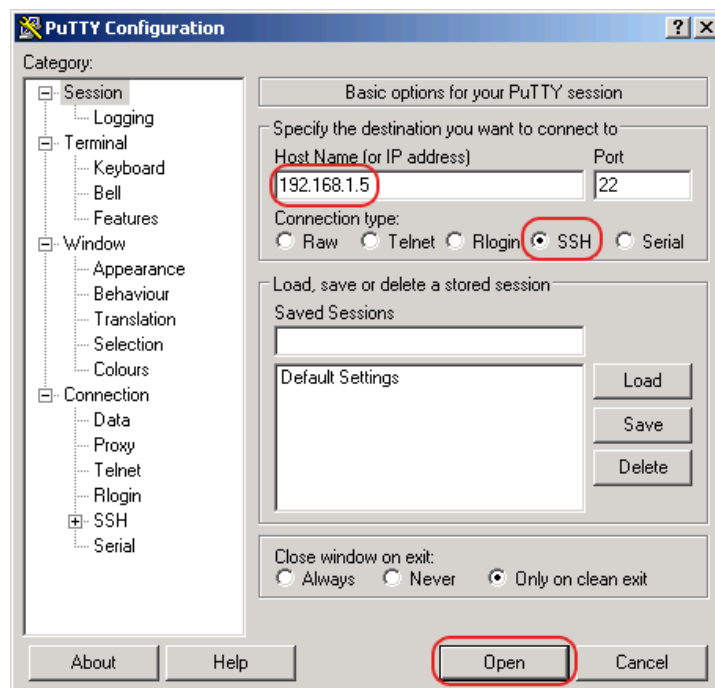 PuTTY Configuration
Category:
Session
Logging
Terminal
Keyboard
Bell
Features
Window
Appearance
Behaviour
Translation
Selection
Colours
Connection
Data
Proxy
Telnet
Rlogin
SSH
Serial
Basic options for your PuTTY session
Specify the destination you want to connect to
Host Name (or IP address) Port
192.168.1.5 22
Connection type:
Raw Telnet Rlogin SSH Serial
Load, save or delete a stored session
Saved Sessions
Default Settings
Load
Save
Delete
Close window on exit:
Always Never Only on clean exit
About Help Open Cancel